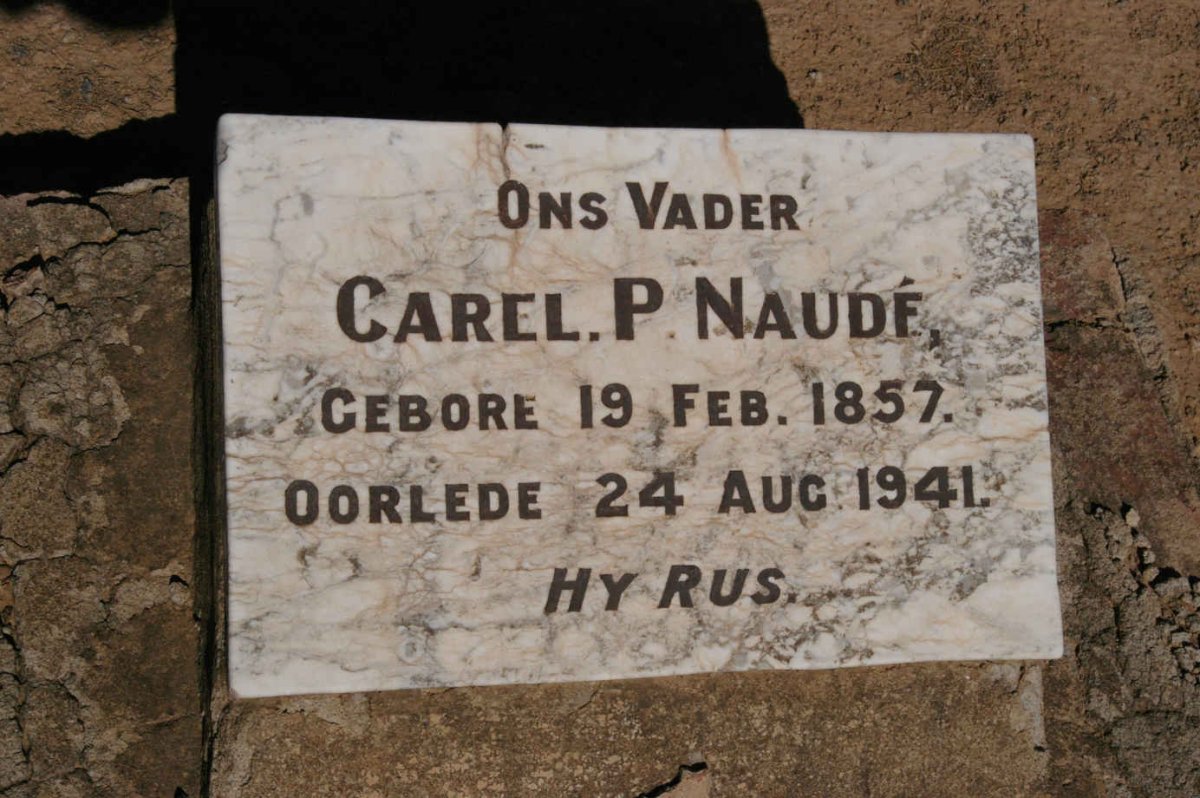 Ons Vader
Carel. P. Naudé,
Gebore 19 Feb. 1857.
Oorlede 24 Aug. 1941.
Hy Rus.